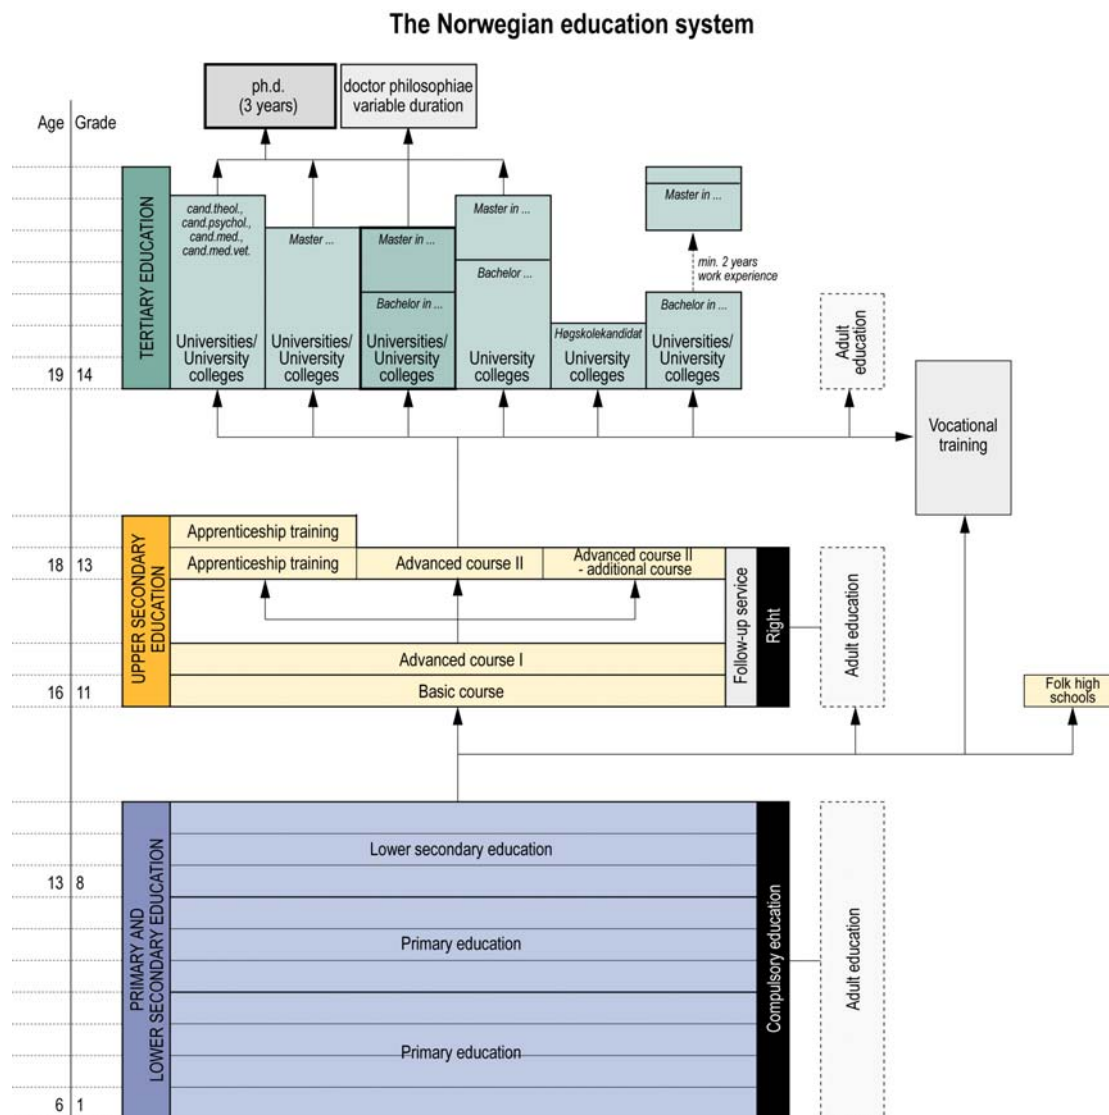 The Norwegian education system
ph.d.
(3 years)
doctor philosophiae
variable duration
Age
Grade
TERTIARY EDUCATION
cand.theol.,
cand.psychol.,
cand.med.,
cand.med.vet.
Universities/
University
colleges
Master ...
Universities/
University
colleges
Master in ...
Bachelor in ...
Universities/
University
colleges
Master in ...
Bachelor ...
University
colleges
Høgskolekandidat
University
colleges
Master in ...
min. 2 years
work experience
Bachelor in ...
Universities/
University
colleges
Adult
education
19
14
Vocational
training
UPPER SECONDARY
EDUCATION
Apprenticeship training
18
13
Apprenticeship training
Advanced course II
Advanced course II
- additional course
Advanced course I
16
11
Basic course
Follow-up service
Right
Adult education
Folk high
schools
PRIMARY AND
LOWER SECONDARY EDUCATION
Lower secondary education
13
8
Primary education
Primary education
6
1
Compulsory education
Adult education